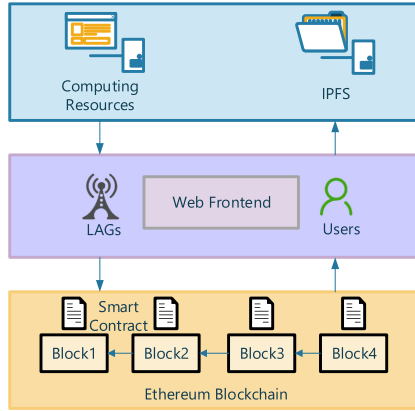 Computing
Resources
IPFS
LAGs
Web Frontend
Users
Smart
Contract
Block1
Block2
Block3
Block4
Ethereum Blockchain